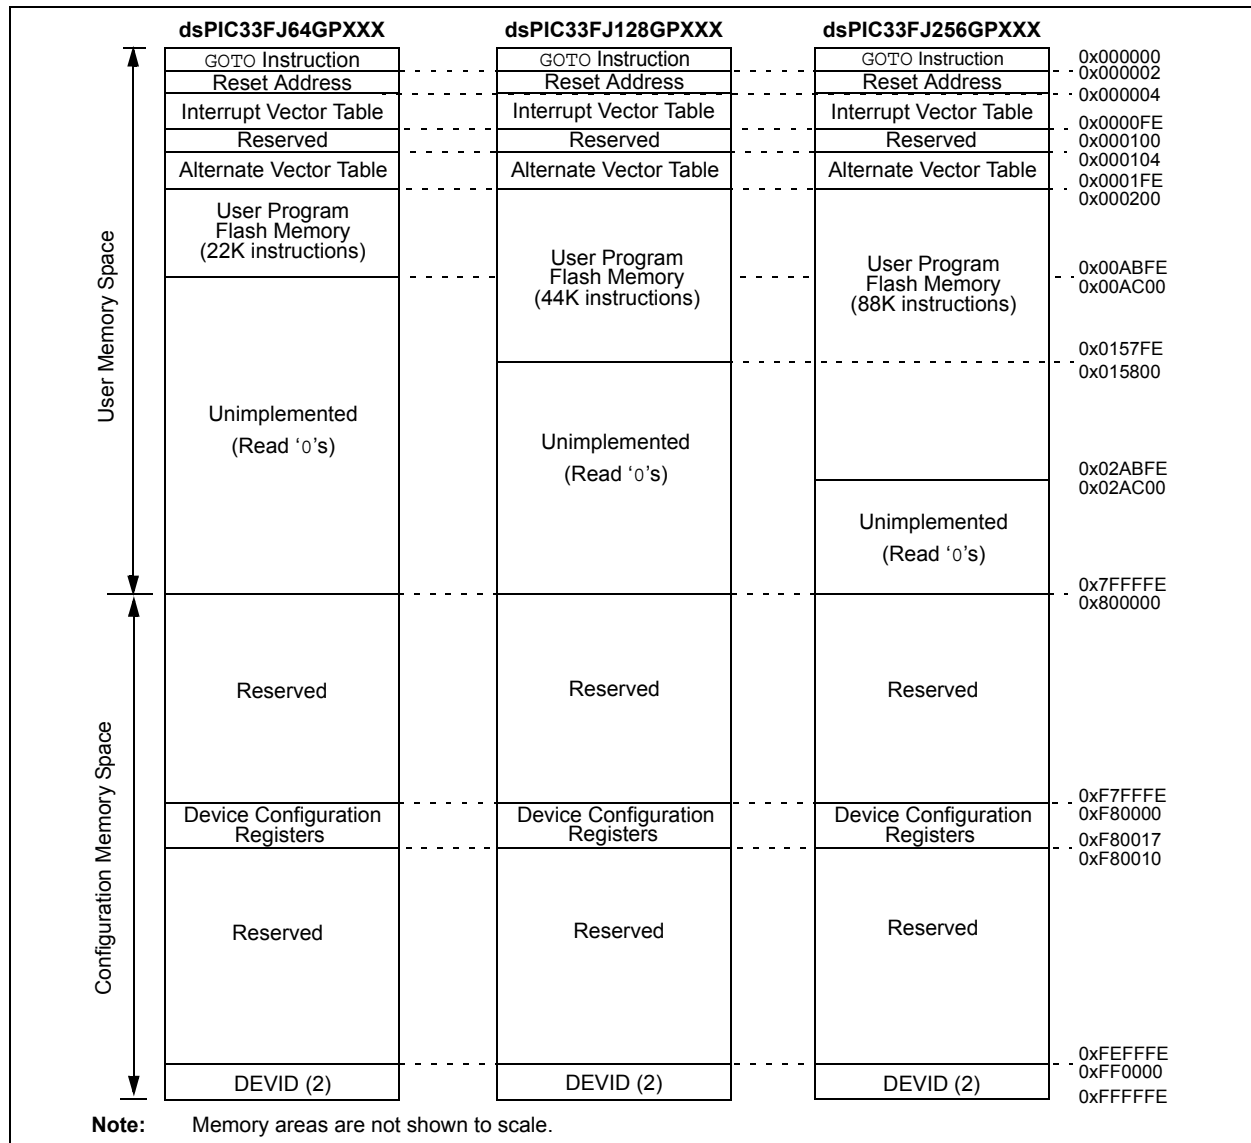 dsPIC33FJ64GPXXX
dsPIC33FJ128GPXXX
dsPIC33FJ256GPXXX
User Memory Space
Configuration Memory Space
GOTO Instruction
Reset Address
Interrupt Vector Table
Reserved
Alternate Vector Table
User Program
Flash Memory
(22K instructions)
Unimplemented
(Read ‘0’s)
Reserved
Device Configuration
Registers
Reserved
DEVID (2)
GOTO Instruction
Reset Address
Interrupt Vector Table
Reserved
Alternate Vector Table
User Program
Flash Memory
(44K instructions)
Unimplemented
(Read ‘0’s)
Reserved
Device Configuration
Registers
Reserved
DEVID (2)
GOTO Instruction
Reset Address
Interrupt Vector Table
Reserved
Alternate Vector Table
User Program
Flash Memory
(88K instructions)
Unimplemented
(Read ‘0’s)
Reserved
Device Configuration
Registers
Reserved
DEVID (2)
0x000000
0x000002
0x000004
0x0000FE
0x000100
0x000104
0x0001FE
0x000200
0x00ABFE
0x00AC00
0x0157FE
0x015800
0x02ABFE
0x02AC00
0x7FFFFE
0x800000
0xF7FFFE
0xF80000
0xF80017
0xF80010
0xFEFFFE
0xFF0000
0xFFFFFE
Note: Memory areas are not shown to scale.